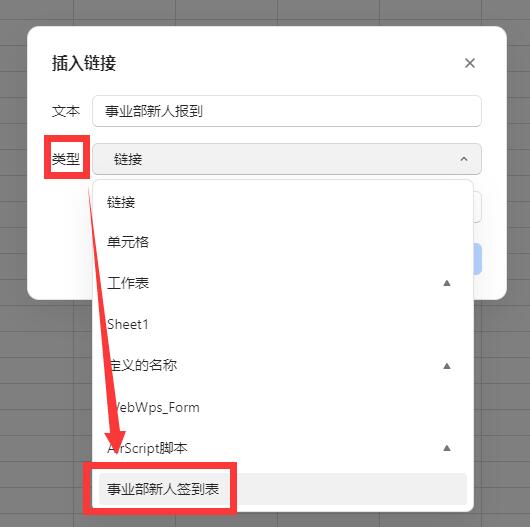 插入链接
文本 事业部新人报到
类型 链接
链接
单元格
工作表
Sheet1
定义的名称
WebWps_Form
AirScript脚本
事业部新人签到表